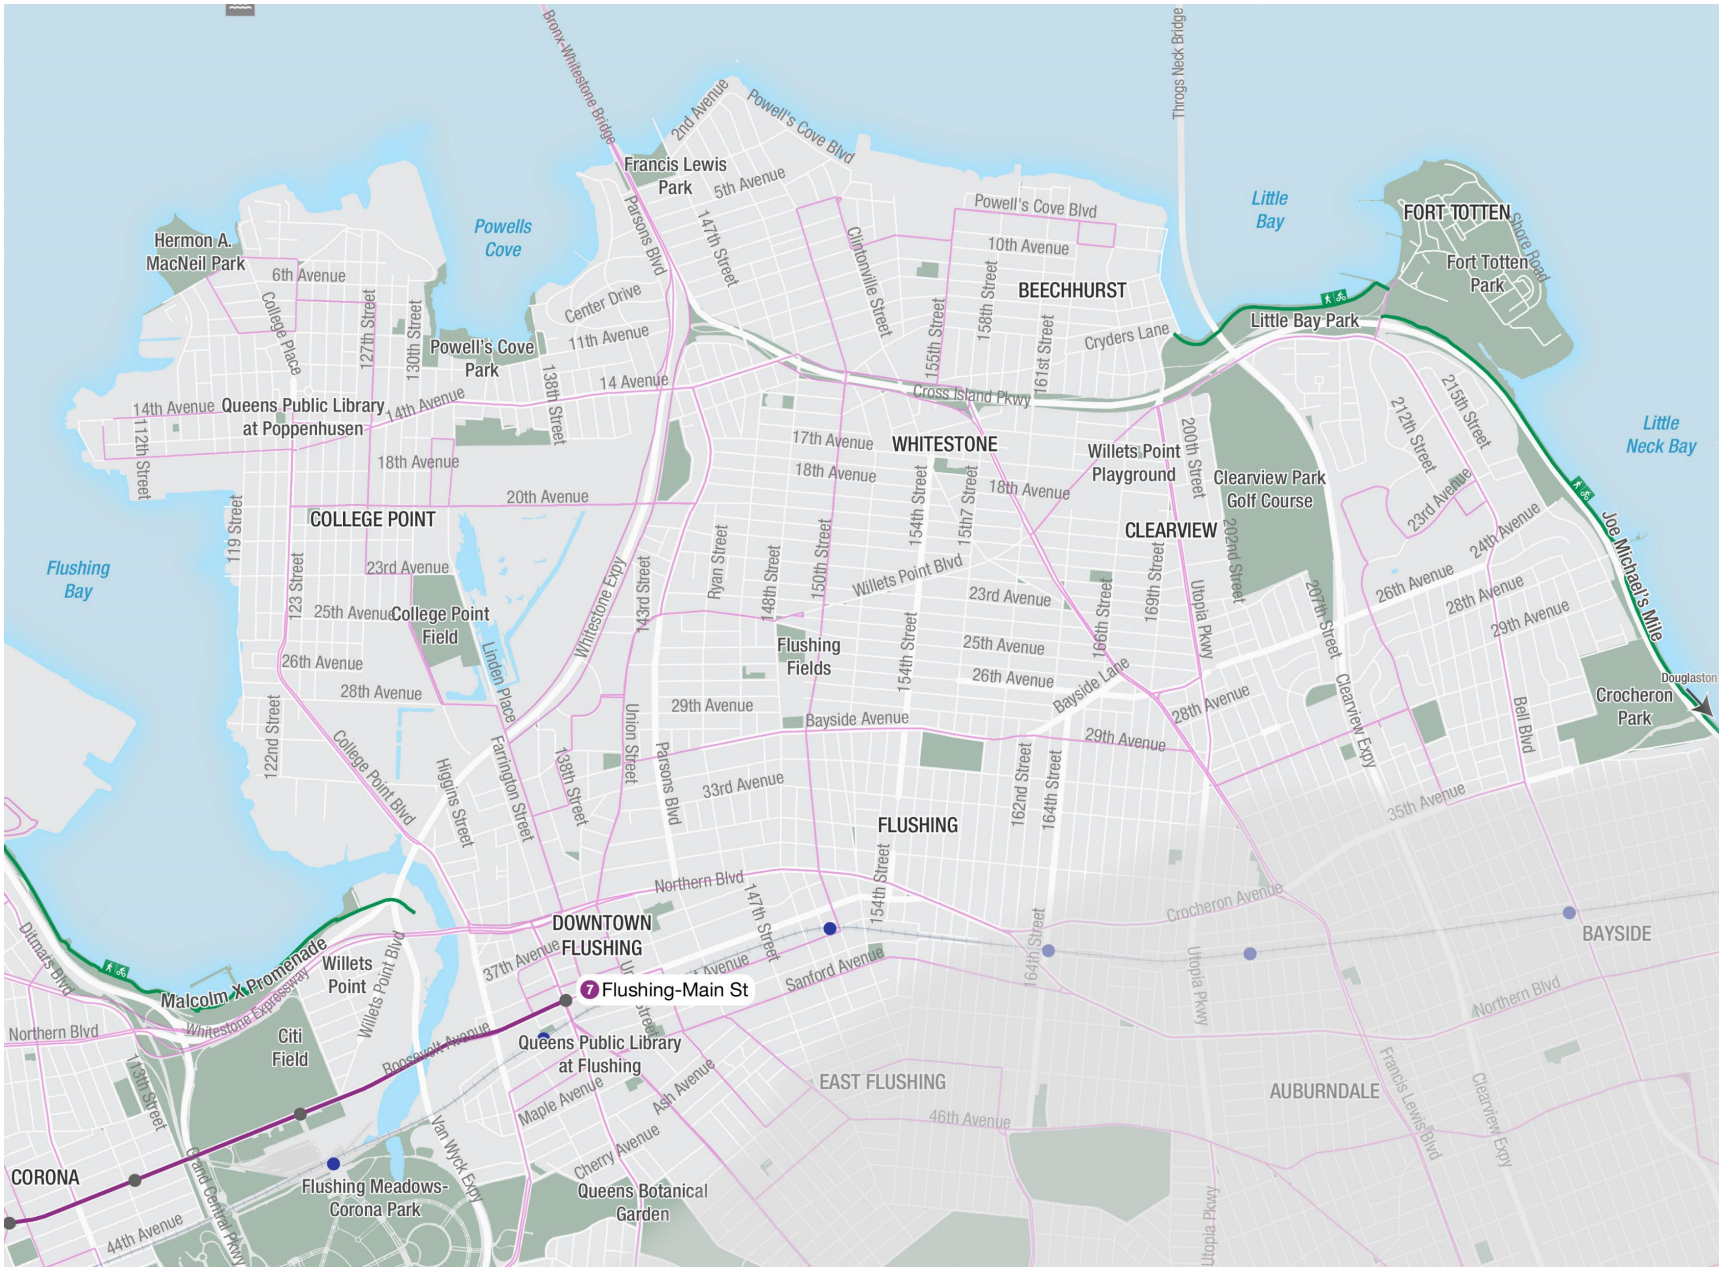 Bronx-Whitestone Bridge
Throgs Neck Bridge
2nd Avenue
Powell's Cove Blvd
Francis Lewis
Park
5th Avenue
Parsons Blvd
147th Street
Powells
Cove
Hermon A.
MacNeil Park
6th Avenue
College Place
127th Street
130th Street
Center Drive
11th Avenue
Powell's Cove
Park
Clintonville Street
Powell's Cove Blvd
10th Avenue
BEECHHURST
155th Street
158th Street
161st Street
Cryders Lane
Little
Bay
FORT TOTTEN
Shore Road
Fort Totten
Park
Little Bay Park
14th Avenue
Queens Public Library
at Poppenhusen
14th Avenue
14 Avenue
138th Street
112th Street
18th Avenue
20th Avenue
COLLEGE POINT
119 Street
123 Street
23rd Avenue
25th Avenue
College Point
Field
26th Avenue
28th Avenue
122nd Street
Linden Place
College Point Blvd
Flushing
Bay
Cross Island Pkwy
17th Avenue
WHITESTONE
18th Avenue
154th Street
15th7 Street
18th Avenue
Willets Point
Playground
200th Street
Clearview Park
Golf Course
CLEARVIEW
202nd Street
212th Street
215th Street
23rd Avenue
24th Avenue
Little
Neck Bay
Joe Michael's Mile
Whitestone Expy
143rd Street
Ryan Street
148th Street
150th Street
Willets Point Blvd
23rd Avenue
166th Street
169th Street
Utopia Pkwy
207th Street
26th Avenue
28th Avenue
29th Avenue
Flushing
Fields
154th Street
25th Avenue
26th Avenue
Bayside Lane
28th Avenue
Clearview Expy
Bell Blvd
Crocheron
Park
Douglaston
29th Avenue
Bayside Avenue
29th Avenue
Union Street
Parsons Blvd
33rd Avenue
162nd Street
164th Street
35th Avenue
Higgins Street
Farrington Street
138th Street
FLUSHING
154th Street
Northern Blvd
147th Street
Crocheron Avenue
164th Street
Utopia Pkwy
BAYSIDE
Northern Blvd
DOWNTOWN
FLUSHING
37th Avenue
Avenue
Sanford Avenue
7 Flushing-Main St
Street
Queens Public Library
at Flushing
Roosevelt Avenue
Ditmars Blvd
Malcolm X Promenade
Whitestone Expressway
Willets
Point
Willets Point Blvd
Northern Blvd
Citi
Field
113th Street
Maple Avenue
Ash Avenue
Cherry Avenue
EAST FLUSHING
46th Avenue
AUBURNDALE
Francis Lewis Blvd
Clearview Expy
Utopia Pkwy
CORONA
44th Avenue
Grand Central Pkwy
Flushing Meadows-
Corona Park
Van Wyck Expy
Queens Botanical
Garden